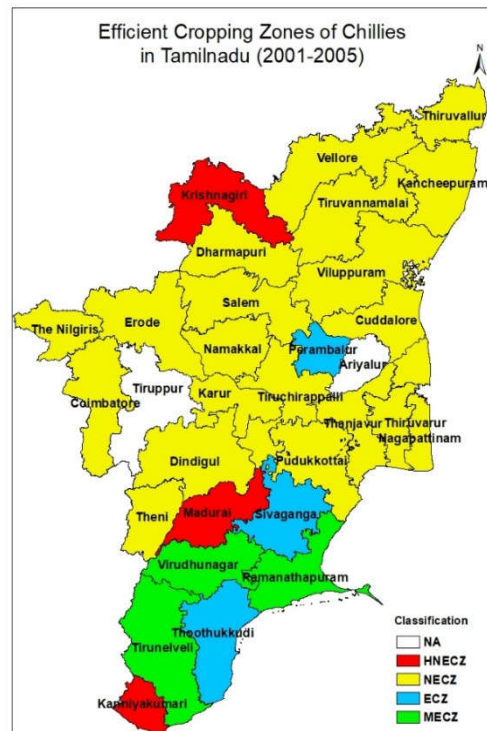 Efficient Cropping Zones of Chillies
in Tamilnadu (2001-2005)
N
Thiruvallur
Vellore
Kancheepuram
Krishnagiri
Tiruvannamalai
Dharmapuri
Viluppuram
Salem
The Nilgiris
Erode
Cuddalore
Namakkal
Perambalur
Ariyalur
Tiruppur
Coimbatore
Karur
Tiruchirappalli
Thanjavur
Thiruvarur
Nagapattinam
Dindigul
Pudukkottai
Theni
Madurai
Sivaganga
Virudhunagar
Ramanathapuram
Thoothukkudi
Tirunelveli
Kanniyakumari
Classification
NA
HNECZ
NECZ
ECZ
MECZ